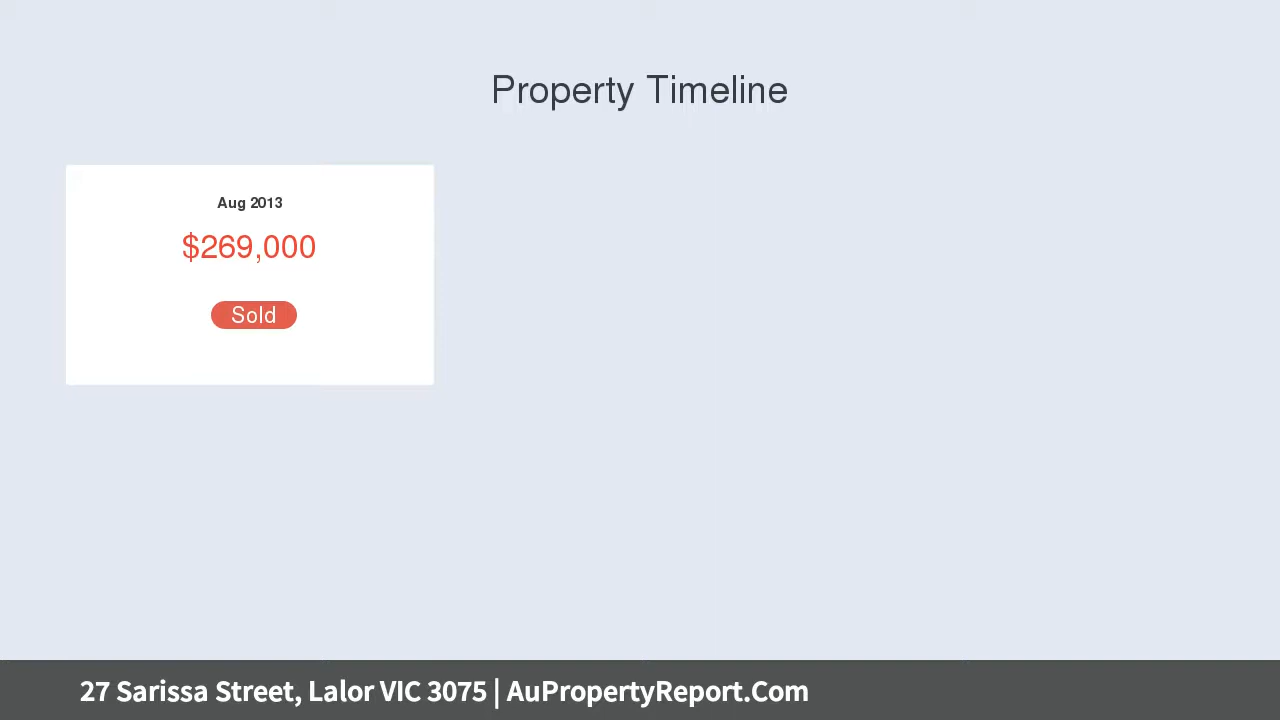 Property Timeline
Aug 2013
$269,000
Sold
27 Sarissa Street, Lalor VIC 3075 | AuPropertyReport.Com